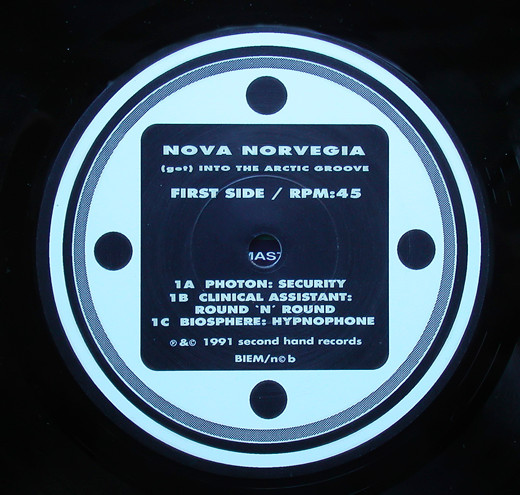 NOVA NORVEGIA
(get) INTO THE ARCTIC GROOVE
FIRST SIDE / RPM:45
1A PHOTON: SECURITY
1B CLINICAL ASSISTANT:
ROUND 'N' ROUND
1C BIOSPHERE: HYPNOPHONE
℗ & © 1991 second hand records
BIEM/n©b